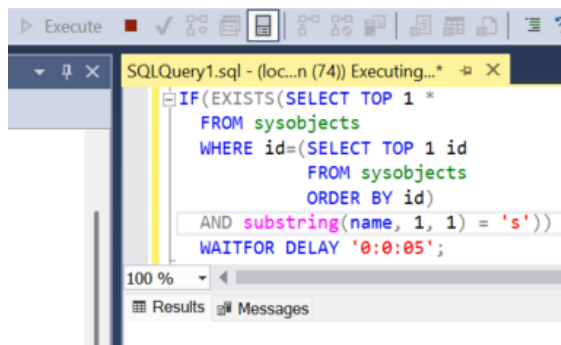 Execute
SQLQuery1.sql - (loc...n (74)) Executing...*
IF(EXISTS(SELECT TOP 1 *
FROM sysobjects
WHERE id=(SELECT TOP 1 id
FROM sysobjects
ORDER BY id)
AND substring(name, 1, 1) = 's'))
WAITFOR DELAY '0:0:05';
100 %
Results Messages